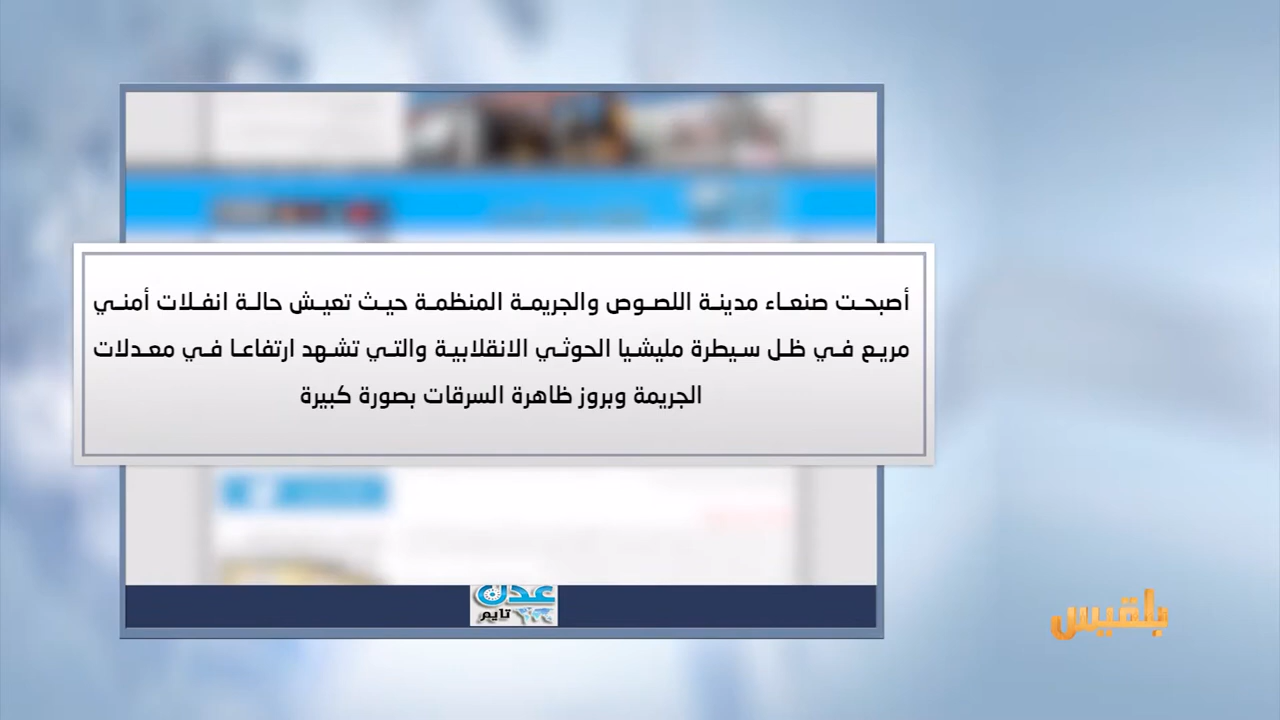 أصبحت صنعاء مدينة اللصوص والجريمة المنظمة حيث تعيش حالة انفلات أمني
مريع في ظل سيطرة مليشيا الحوثي الانقلابية والتي تشهد ارتفاعا في معدلات
الجريمة وبروز ظاهرة السرقات بصورة كبيرة
عدن
تايم
بلقيس